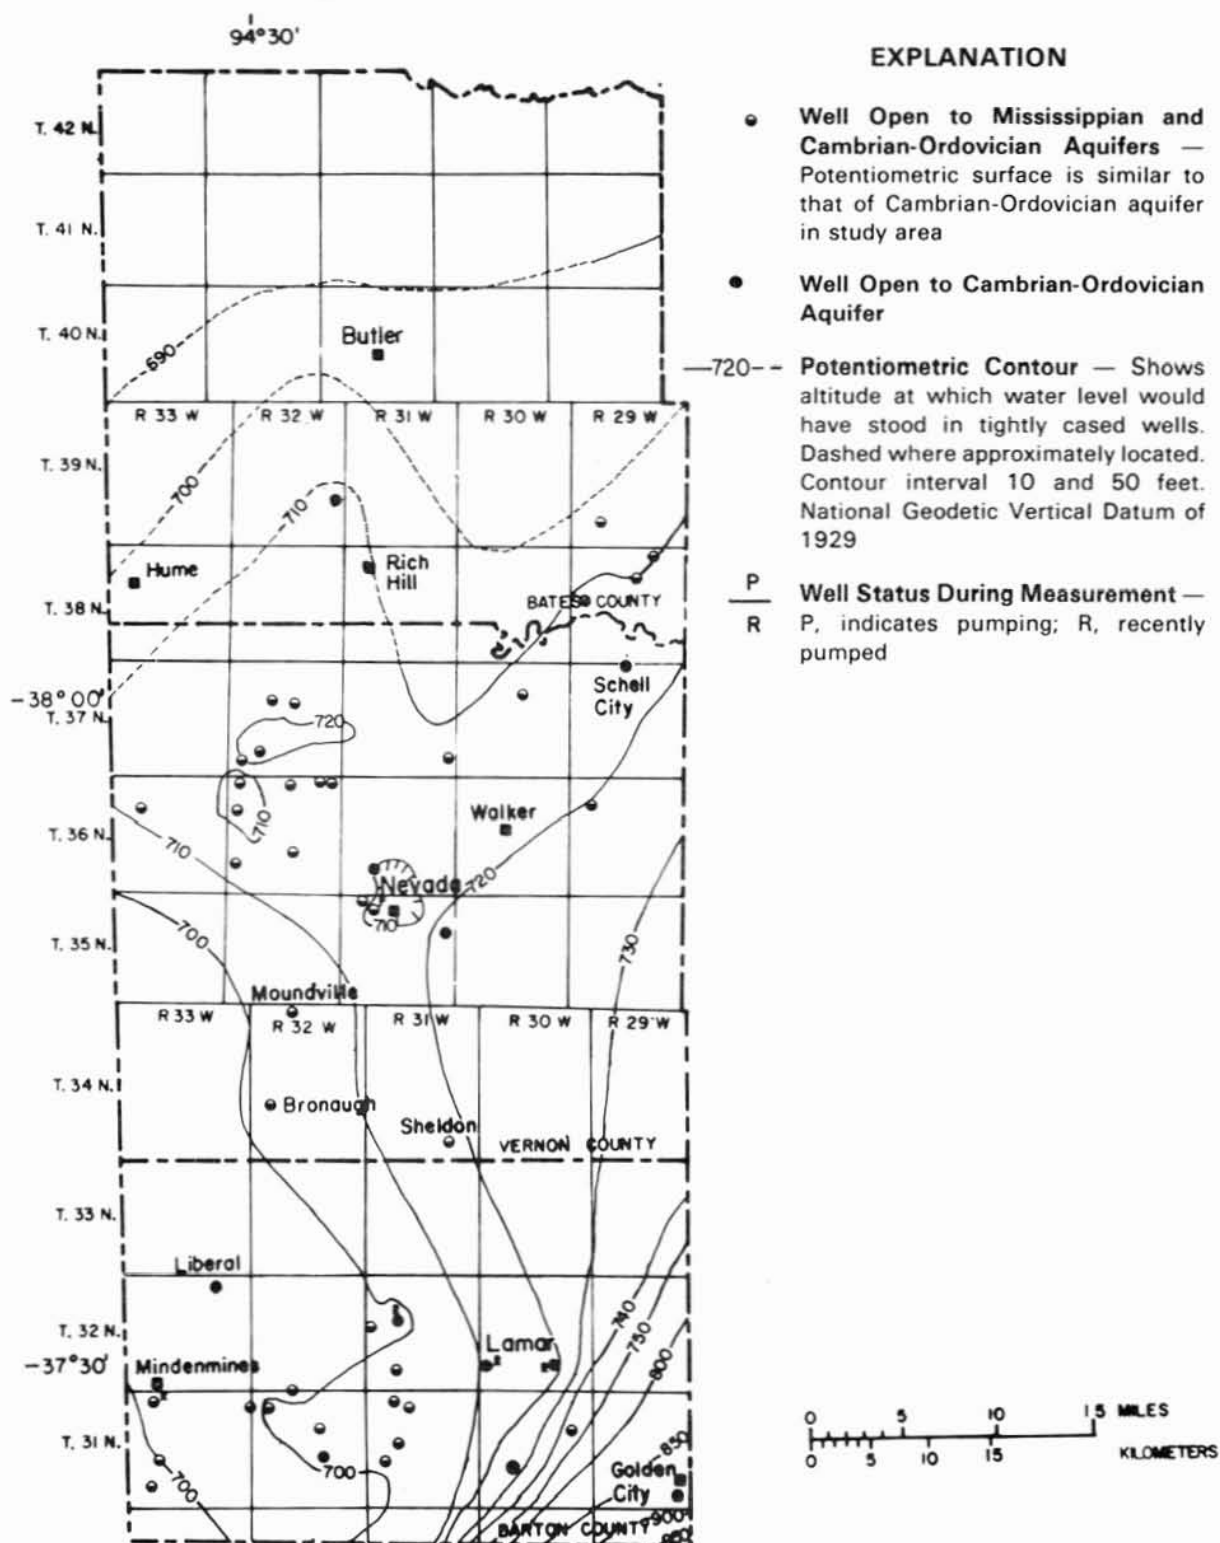 94°30'
EXPLANATION
Well Open to Mississippian and
Cambrian-Ordovician Aquifers —
Potentiometric surface is similar to
that of Cambrian-Ordovician aquifer
in study area
Well Open to Cambrian-Ordovician
Aquifer
—720-- Potentiometric Contour — Shows
altitude at which water level would
have stood in tightly cased wells.
Dashed where approximately located.
Contour interval 10 and 50 feet.
National Geodetic Vertical Datum of
1929
P
R
Well Status During Measurement —
P, indicates pumping; R, recently
pumped
T. 42 N.
T. 41 N.
T. 40 N.
Butler
690
R 33 W R 32 W R 31 W R 30 W R 29 W
T. 39 N.
700
710
Hume
Rich
Hill
T. 38 N.
BATES COUNTY
38°00'
Schell
City
T. 37 N.
720
710
Walker
T. 36 N.
710
Nevada
720
710
700
T. 35 N.
730
Moundville
R 33 W R 32 W R 31 W R 30 W R 29 W
T. 34 N.
Bronaugh
Sheldon
VERNON COUNTY
T. 33 N.
Liberal
T. 32 N.
740
750
800
Lamar
37°30'
Mindenmines
T. 31 N.
850
700
700
Golden
City
900
BARTON COUNTY
0 5 10 15 MILES
0 5 10 15 KILOMETERS